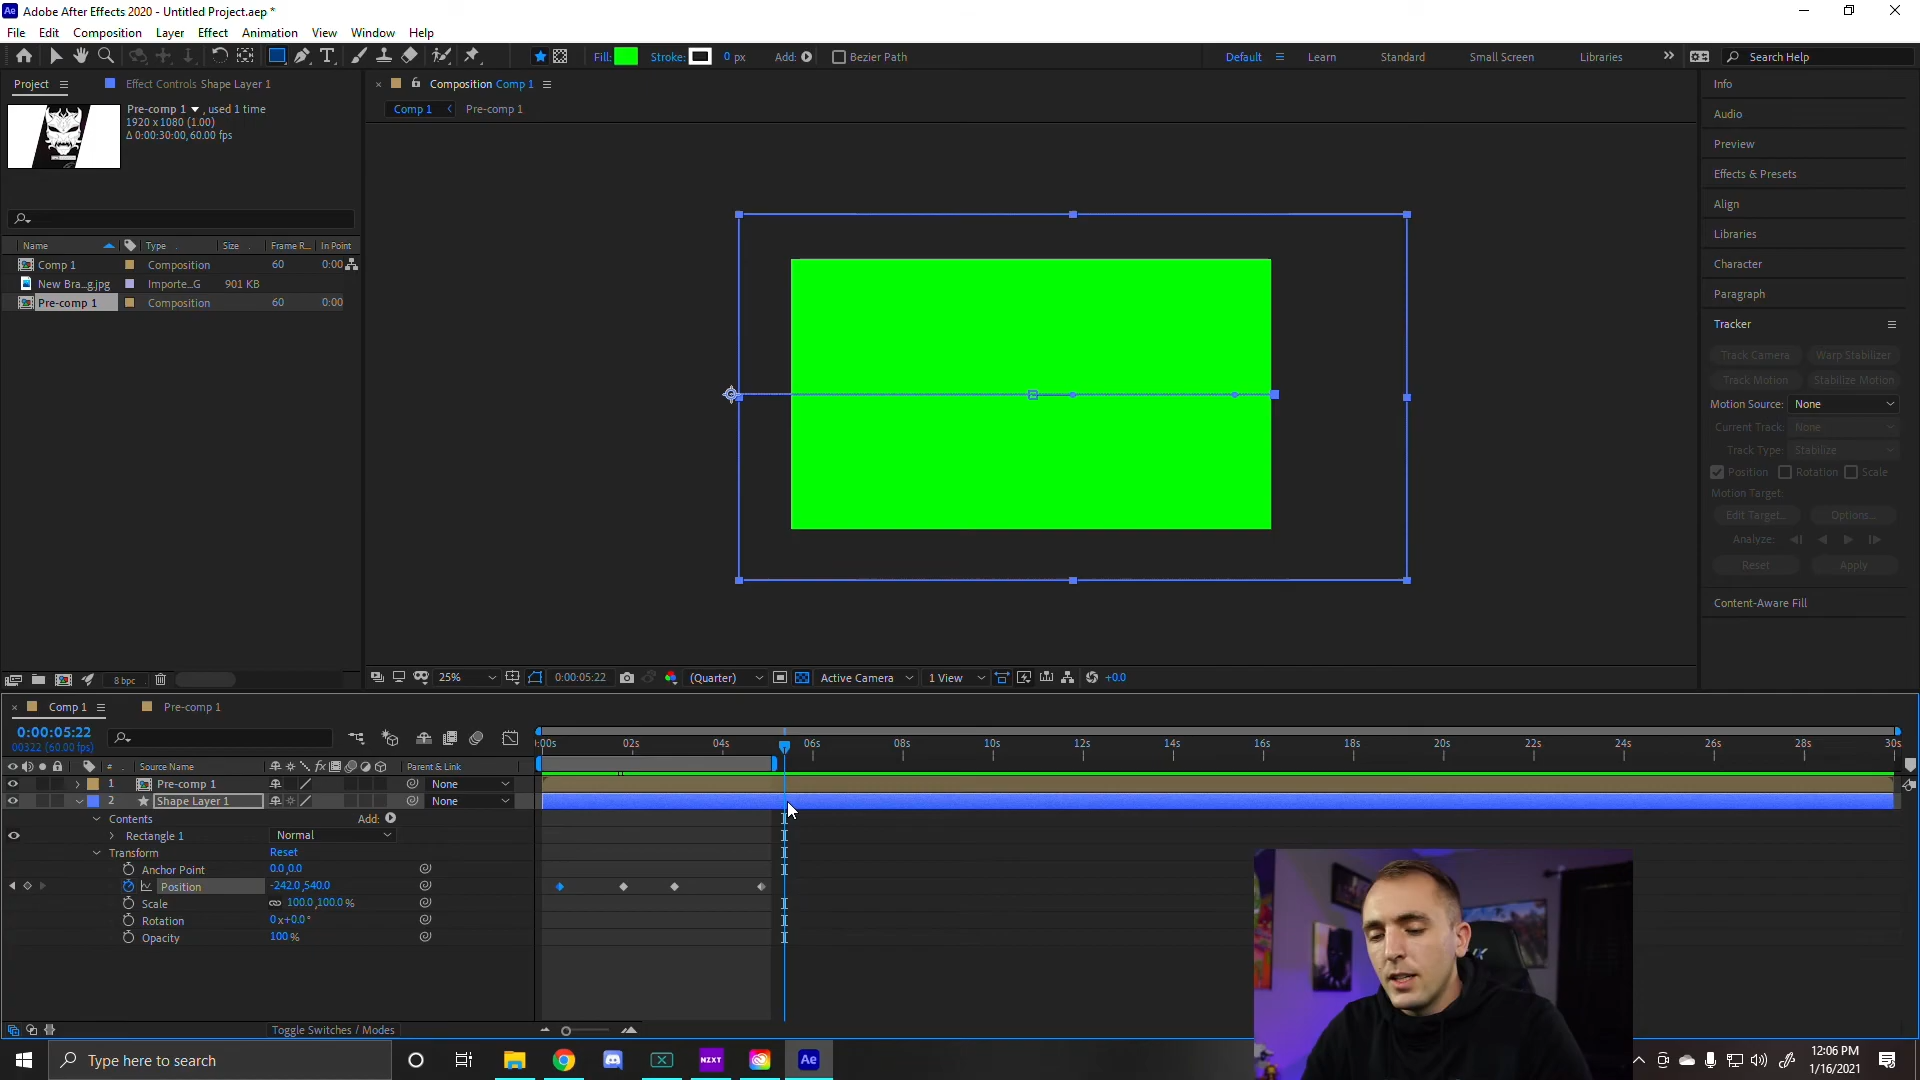 Adobe After Effects 2020 - Untitled Project.aep *
File Edit Composition Layer Effect Animation View Window Help
Fill: Stroke: 0 px Add: Bezier Path Default Learn Standard Small Screen Libraries Search Help
Project Effect Controls Shape Layer 1
Pre-comp 1 , used 1 time
1920 x 1080 (1.00)
Δ 0:00:30:00, 60.00 fps
Name Type Size Frame R... In Point
Comp 1 Composition 60 0:00
New Bra...g.jpg Importe...G 901 KB
Pre-comp 1 Composition 60 0:00
8 bpc
Composition Comp 1
Comp 1 Pre-comp 1
25% 0:00:05:22 (Quarter) Active Camera 1 View +0.0
Info
Audio
Preview
Effects & Presets
Align
Libraries
Character
Paragraph
Tracker
Track Camera Warp Stabilizer
Track Motion Stabilize Motion
Motion Source: None
Current Track: None
Track Type: Stabilize
Position Rotation Scale
Motion Target:
Edit Target... Options...
Analyze:
Reset Apply
Content-Aware Fill
Comp 1 Pre-comp 1
0:00:05:22
00322 (60.00 fps)
:00s 02s 04s 06s 08s 10s 12s 14s 16s 18s 20s 22s 24s 26s 28s 30s
# Source Name fx Parent & Link
1 Pre-comp 1 None
2 Shape Layer 1 None
Contents Add:
Rectangle 1 Normal
Transform Reset
Anchor Point 0.0,0.0
Position -242.0,540.0
Scale 100.0,100.0%
Rotation 0x+0.0°
Opacity 100%
Toggle Switches / Modes
Type here to search
NZXT
Ae
12:06 PM
1/16/2021